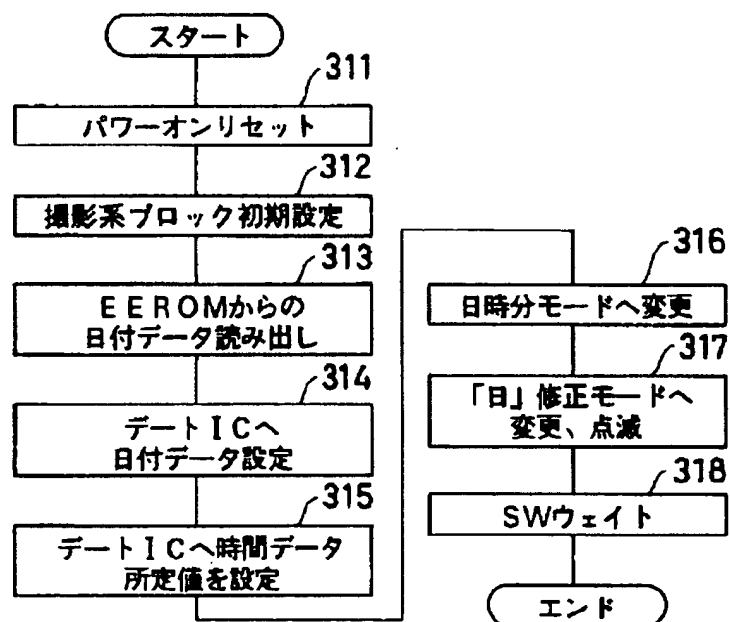 スタート
311
パワーオンリセット
312
撮影系ブロック初期設定
313
EEROMからの
日付データ読み出し
314
デートICへ
日付データ設定
315
デートICへ時間データ
所定値を設定
316
日時分モードへ変更
317
「日」修正モードへ
変更、点滅
318
SWウェイト
エンド